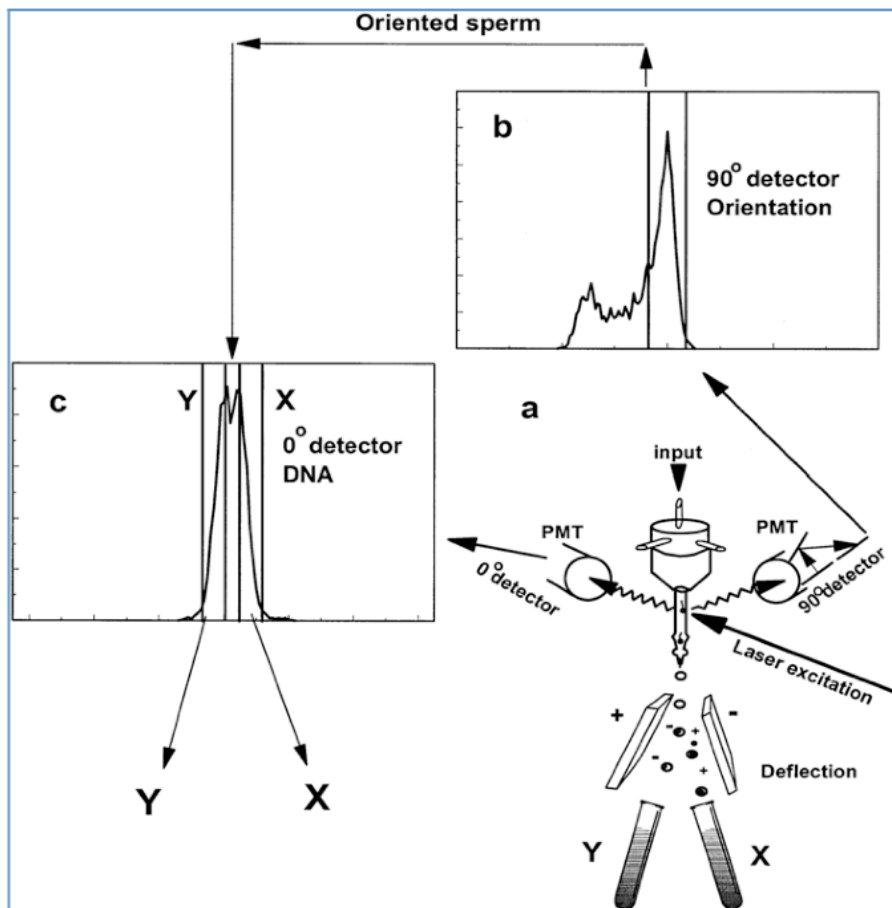 Oriented sperm
b
90° detector
Orientation
c
Y X
0° detector
DNA
a
input
PMT
PMT
0° detector
90° detector
Laser excitation
+ -
- +
- +
Deflection
Y X
Y X